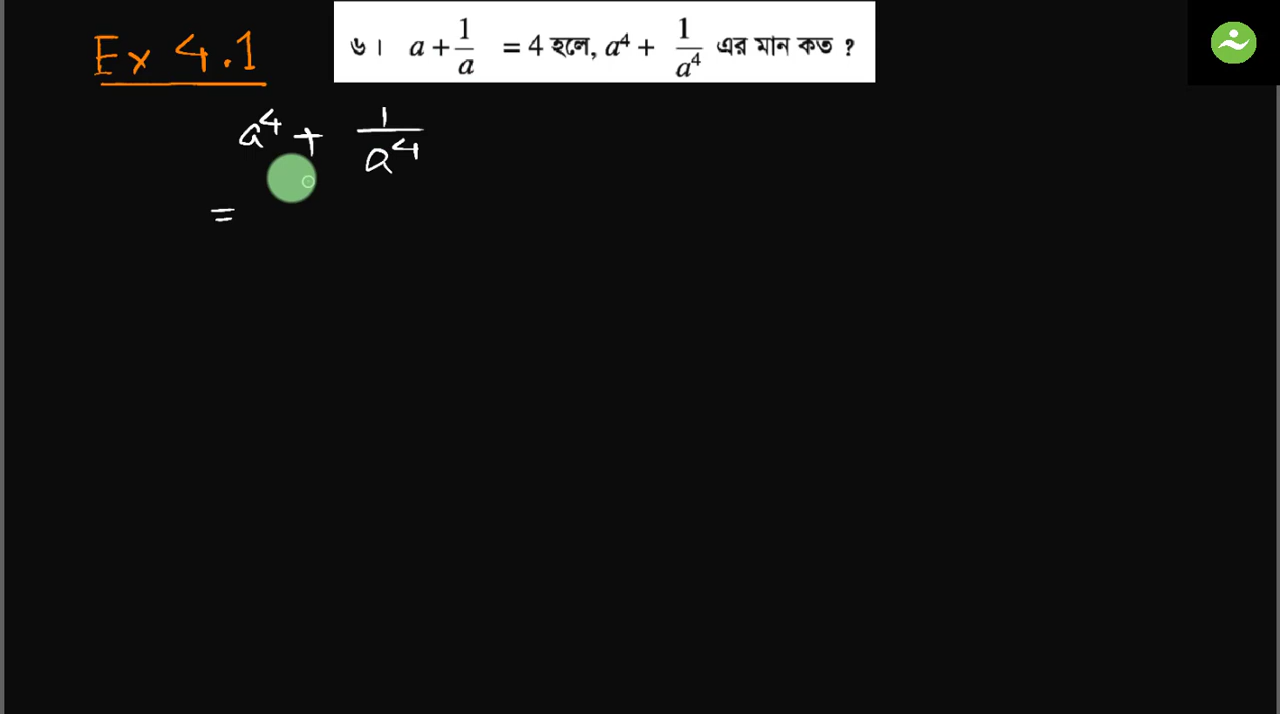 Ex 4.1
৬। a + 1/a = 4 হলে, a⁴ + 1/a⁴ এর মান কত ?
a⁴ + 1/a⁴
=